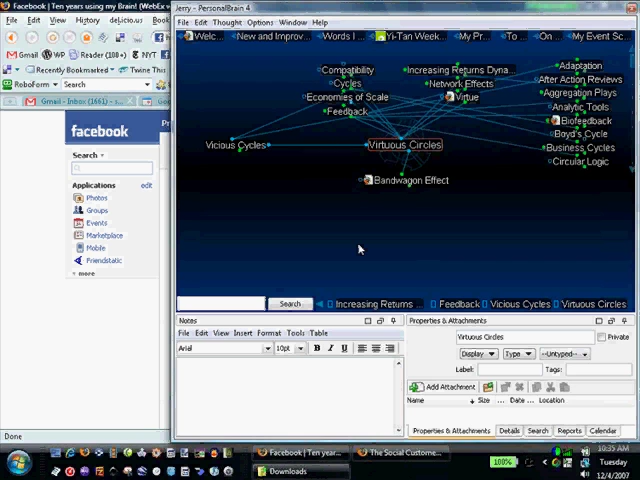 Facebook | Ten years using my Brain! (WebEx
Jerry - PersonalBrain 4
File Edit Thought Options Window Help
Welc...
New and Improv...
Words I ...
Yi-Tan Week...
My Pr...
To ...
On ...
My Event Sc...
File Edit View History
LinkedIn
del.icio.us
Gmail
WP
Reader (100+)
NYT
Recently Bookmarked
Twine This
RoboForm
Search
Gmail - Inbox (1661) - ...
facebook
Search
Applications edit
Photos
Groups
Events
Marketplace
Mobile
Friendstatic
more
Compatibility
Cycles
Economies of Scale
Feedback
Increasing Returns Dyna...
Network Effects
Virtue
Adaptation
After Action Reviews
Aggregation Plays
Analytic Tools
Biofeedback
Boyd's Cycle
Business Cycles
Circular Logic
Vicious Cycles
Virtuous Circles
Bandwagon Effect
Search
Increasing Returns ...
Feedback
Vicious Cycles
Virtuous Circles
Notes
File Edit View Insert Format Tools Table
Arial 10pt B I U
Properties & Attachments
Virtuous Circles
Private
Display Type --Untyped--
Label: Tags:
Add Attachment
Name Size ... Date ... Location
Properties & Attachments Details Search Reports Calendar
Done
Facebook | Ten year...
The Social Custome...
Downloads
100%
10:35 AM
Tuesday
12/4/2007